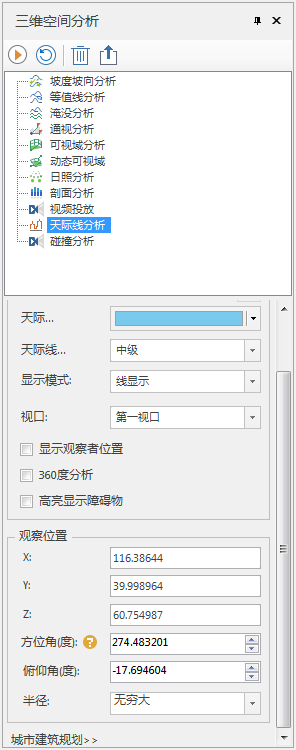 三维空间分析
坡度坡向分析
等值线分析
淹没分析
通视分析
可视域分析
动态可视域
日照分析
剖面分析
视频投放
天际线分析
碰撞分析
天际...
天际线... 中级
显示模式: 线显示
视口: 第一视口
显示观察者位置
360度分析
高亮显示障碍物
观察位置
X: 116.38644
Y: 39.998964
Z: 60.754987
方位角(度): ? 274.483201
俯仰角(度): -17.694604
半径: 无穷大
城市建筑规划>>